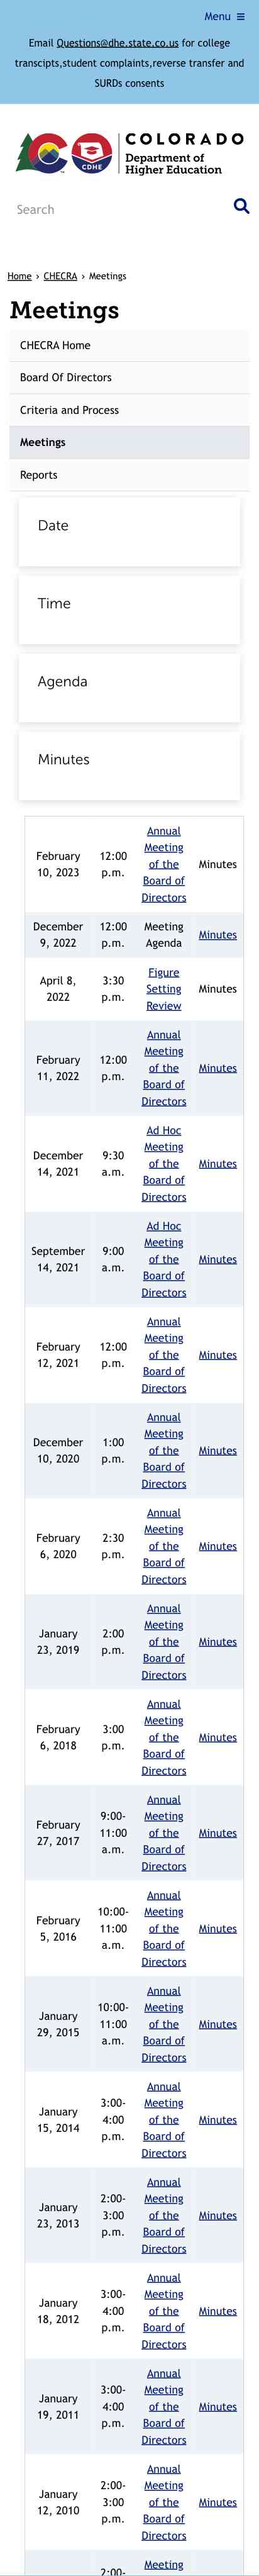 Menu ≡
Email Questions@dhe.state.co.us for college
transcipts,student complaints,reverse transfer and
SURDs consents
CO
CDHE
COLORADO
Department of
Higher Education
Search
Home › CHECRA › Meetings
Meetings
CHECRA Home
Board Of Directors
Criteria and Process
Meetings
Reports
Date
Time
Agenda
Minutes
February 10, 2023 12:00 p.m. Annual Meeting of the Board of Directors Minutes
December 9, 2022 12:00 p.m. Meeting Agenda Minutes
April 8, 2022 3:30 p.m. Figure Setting Review Minutes
February 11, 2022 12:00 p.m. Annual Meeting of the Board of Directors Minutes
December 14, 2021 9:30 a.m. Ad Hoc Meeting of the Board of Directors Minutes
September 14, 2021 9:00 a.m. Ad Hoc Meeting of the Board of Directors Minutes
February 12, 2021 12:00 p.m. Annual Meeting of the Board of Directors Minutes
December 10, 2020 1:00 p.m. Annual Meeting of the Board of Directors Minutes
February 6, 2020 2:30 p.m. Annual Meeting of the Board of Directors Minutes
January 23, 2019 2:00 p.m. Annual Meeting of the Board of Directors Minutes
February 6, 2018 3:00 p.m. Annual Meeting of the Board of Directors Minutes
February 27, 2017 9:00-11:00 a.m. Annual Meeting of the Board of Directors Minutes
February 5, 2016 10:00-11:00 a.m. Annual Meeting of the Board of Directors Minutes
January 29, 2015 10:00-11:00 a.m. Annual Meeting of the Board of Directors Minutes
January 15, 2014 3:00-4:00 p.m. Annual Meeting of the Board of Directors Minutes
January 23, 2013 2:00-3:00 p.m. Annual Meeting of the Board of Directors Minutes
January 18, 2012 3:00-4:00 p.m. Annual Meeting of the Board of Directors Minutes
January 19, 2011 3:00-4:00 p.m. Annual Meeting of the Board of Directors Minutes
January 12, 2010 2:00-3:00 p.m. Annual Meeting of the Board of Directors Minutes
2:00- Meeting